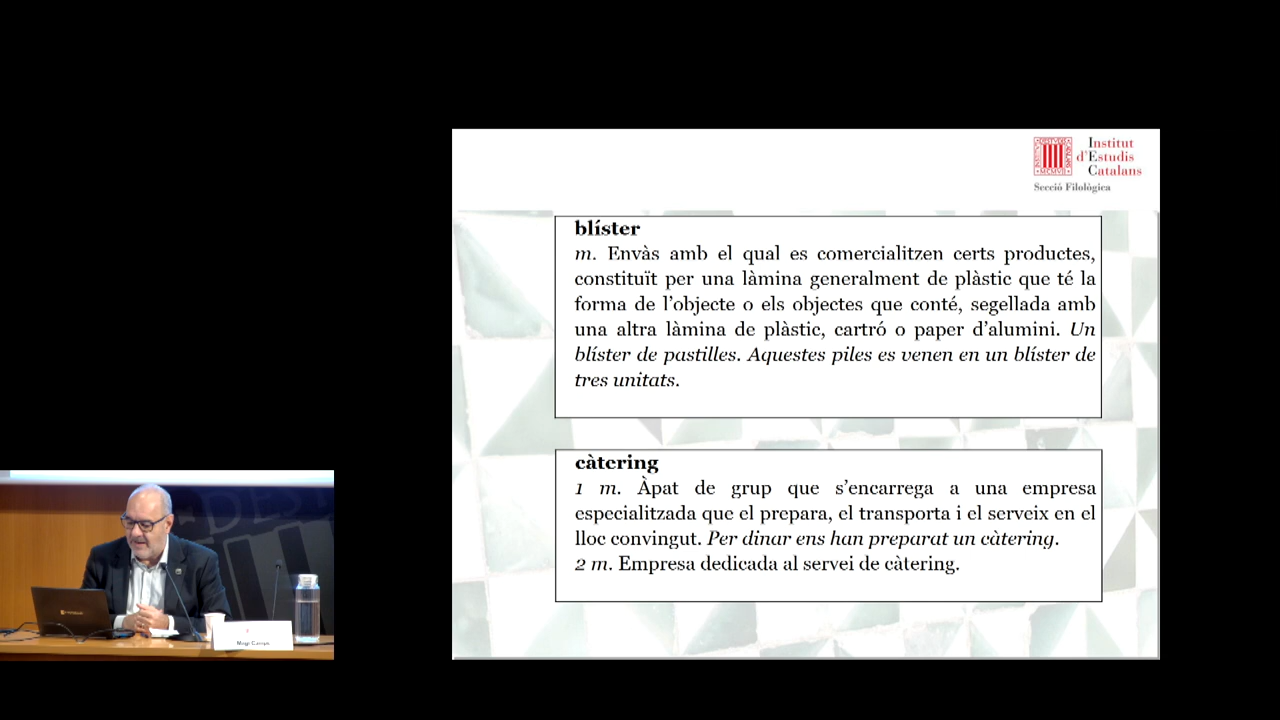 Institut
d'Estudis
Catalans
Secció Filològica
blíster
m. Envàs amb el qual es comercialitzen certs productes,
constituït per una làmina generalment de plàstic que té la
forma de l'objecte o els objectes que conté, segellada amb
una altra làmina de plàstic, cartró o paper d'alumini. Un
blíster de pastilles. Aquestes piles es venen en un blíster de
tres unitats.
càtering
1 m. Àpat de grup que s'encarrega a una empresa
especialitzada que el prepara, el transporta i el serveix en el
lloc convingut. Per dinar ens han preparat un càtering.
2 m. Empresa dedicada al servei de càtering.
Magí Camps